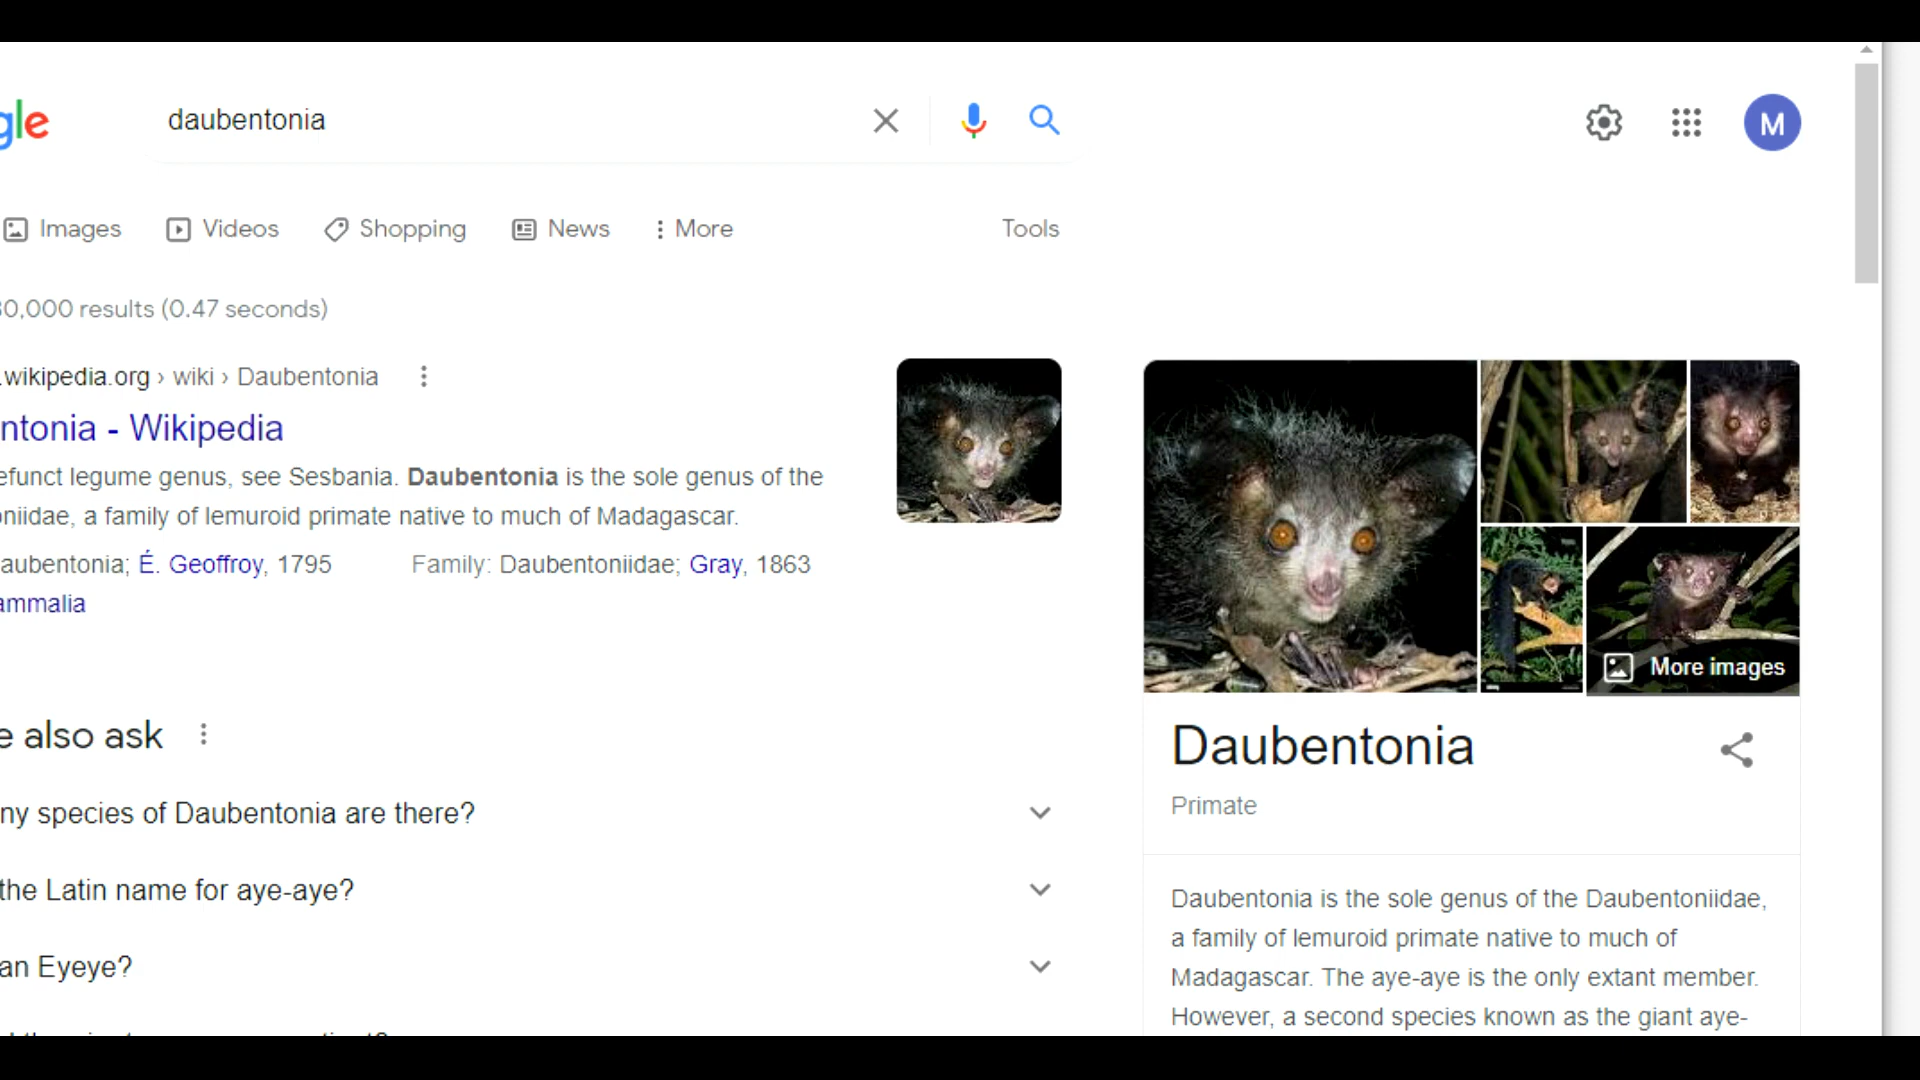 gle
daubentonia
M
Images
Videos
Shopping
News
More
Tools
30,000 results (0.47 seconds)
.wikipedia.org › wiki › Daubentonia
ntonia - Wikipedia
efunct legume genus, see Sesbania. Daubentonia is the sole genus of the
oniidae, a family of lemuroid primate native to much of Madagascar.
aubentonia; É. Geoffroy, 1795 Family: Daubentoniidae; Gray, 1863
ammalia
e also ask
ny species of Daubentonia are there?
the Latin name for aye-aye?
an Eyeye?
More images
Daubentonia
Primate
Daubentonia is the sole genus of the Daubentoniidae,
a family of lemuroid primate native to much of
Madagascar. The aye-aye is the only extant member.
However, a second species known as the giant aye-